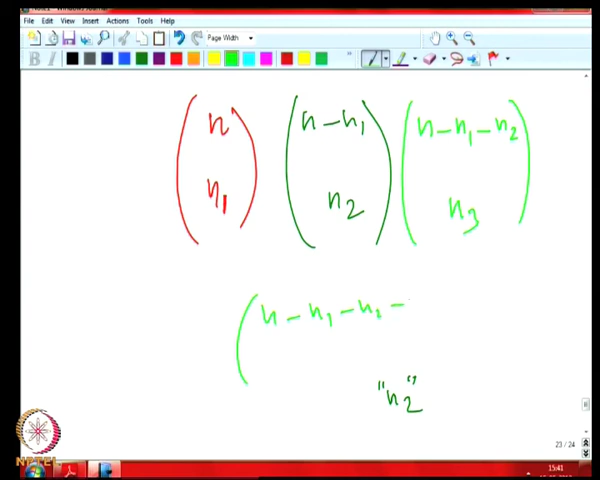 File Edit View Insert Actions Tools Help
Page Width
B I
n n - n1 n - n1 - n2
n1 n2 n3
n - n1 - n2 -
"n2"
23 / 24
NPTEL
15:41